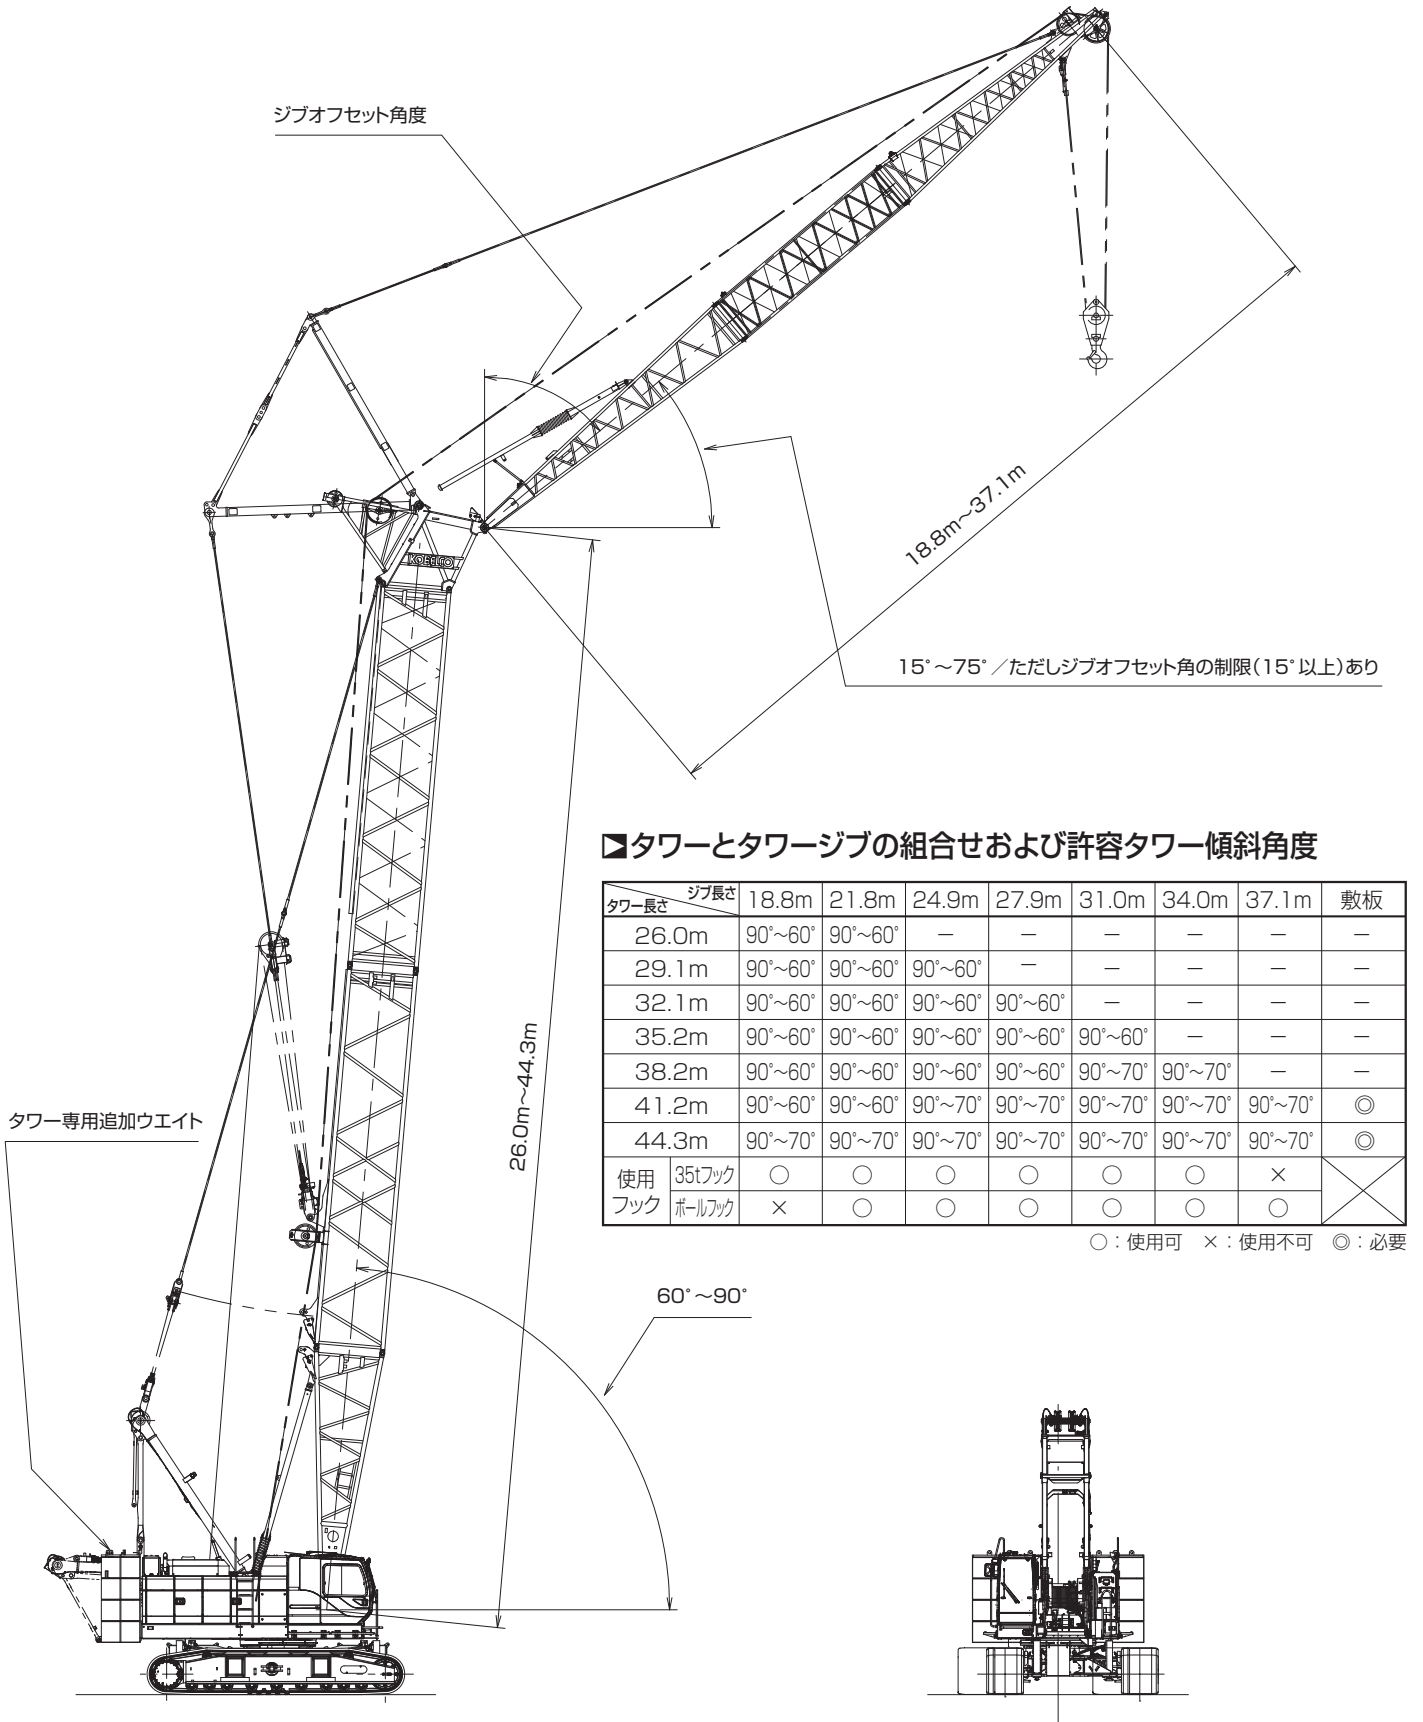 ジブオフセット角度
KOBELCO
18.8m～37.1m
15°～75°／ただしジブオフセット角の制限(15°以上)あり
26.0m～44.3m
タワー専用追加ウエイト
60°～90°
タワーとタワージブの組合せおよび許容タワー傾斜角度
タワー長さ ジブ長さ 18.8m 21.8m 24.9m 27.9m 31.0m 34.0m 37.1m 敷板
26.0m 90°～60° 90°～60° － － － － － －
29.1m 90°～60° 90°～60° 90°～60° － － － － －
32.1m 90°～60° 90°～60° 90°～60° 90°～60° － － － －
35.2m 90°～60° 90°～60° 90°～60° 90°～60° 90°～60° － － －
38.2m 90°～60° 90°～60° 90°～60° 90°～60° 90°～70° 90°～70° － －
41.2m 90°～60° 90°～60° 90°～70° 90°～70° 90°～70° 90°～70° 90°～70° ◎
44.3m 90°～70° 90°～70° 90°～70° 90°～70° 90°～70° 90°～70° 90°～70° ◎
使用フック 35tフック ○ ○ ○ ○ ○ ○ ×
ボールフック × ○ ○ ○ ○ ○ ○
○：使用可 ×：使用不可 ◎：必要